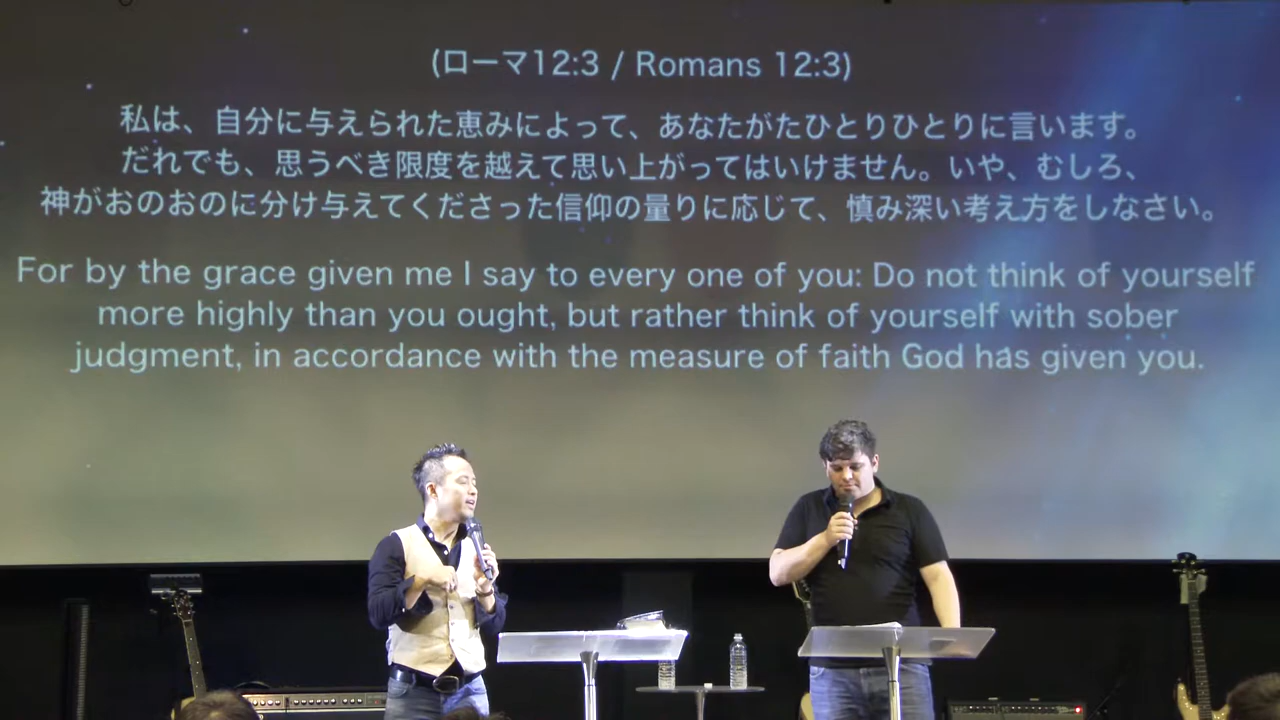 (ローマ12:3 / Romans 12:3)
私は、自分に与えられた恵みによって、あなたがたひとりひとりに言います。
だれでも、思うべき限度を越えて思い上がってはいけません。いや、むしろ、
神がおのおのに分け与えてくださった信仰の量りに応じて、慎み深い考え方をしなさい。
For by the grace given me I say to every one of you: Do not think of yourself
more highly than you ought, but rather think of yourself with sober
judgment, in accordance with the measure of faith God has given you.